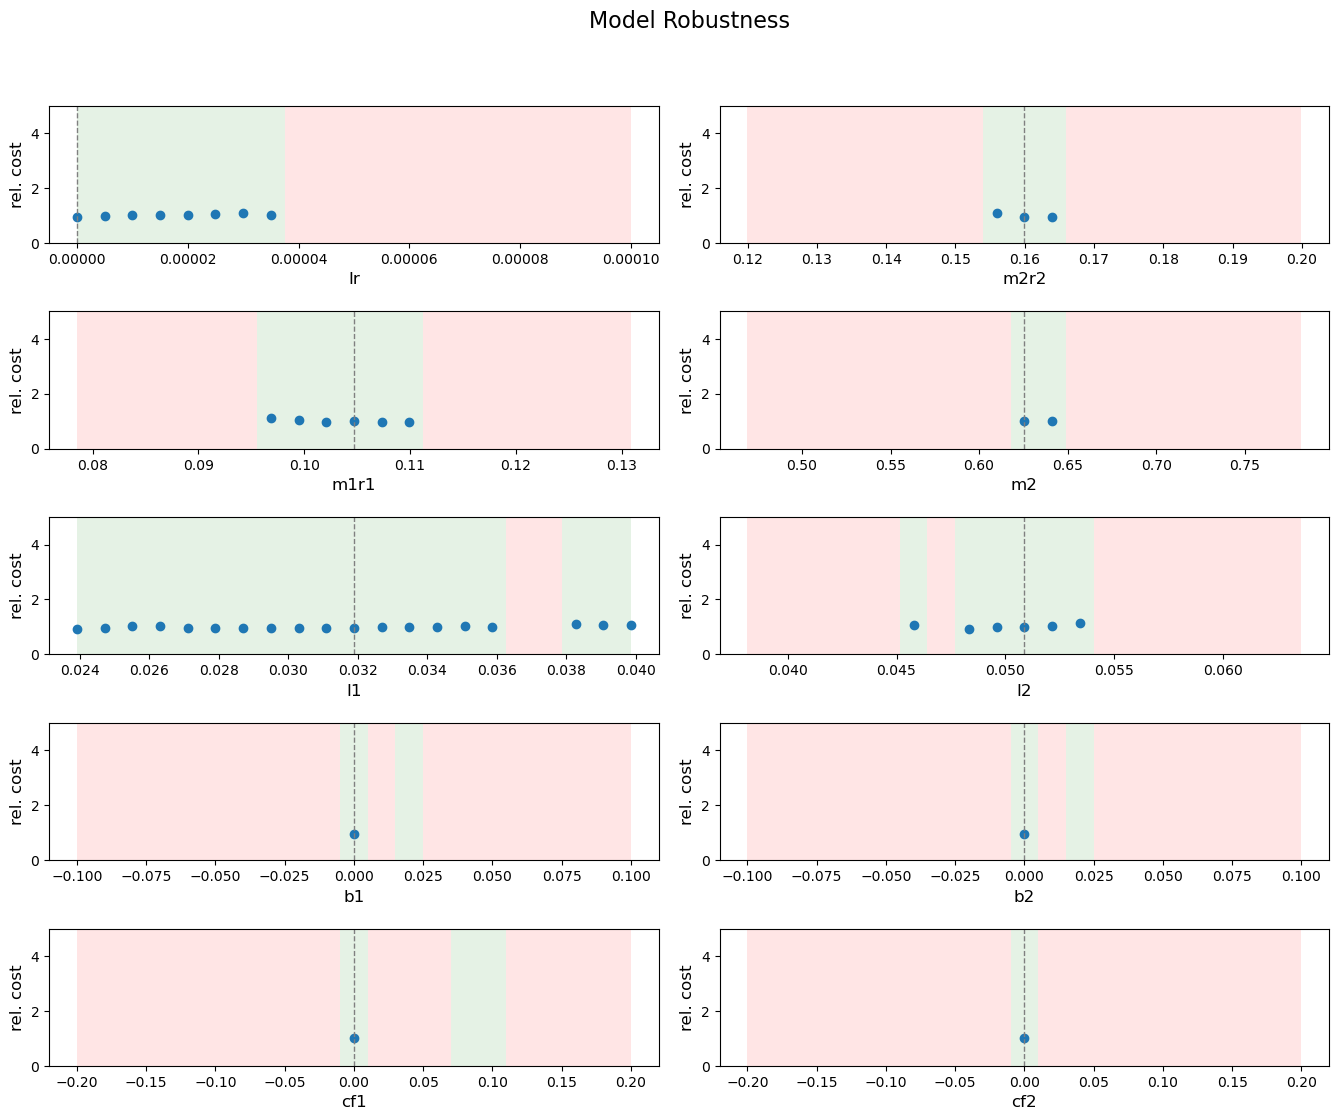 Model Robustness
rel. cost
4
2
0
0.00000 0.00002 0.00004 0.00006 0.00008 0.00010
Ir
rel. cost
4
2
0
0.12 0.13 0.14 0.15 0.16 0.17 0.18 0.19 0.20
m2r2
rel. cost
4
2
0
0.08 0.09 0.10 0.11 0.12 0.13
m1r1
rel. cost
4
2
0
0.50 0.55 0.60 0.65 0.70 0.75
m2
rel. cost
4
2
0
0.024 0.026 0.028 0.030 0.032 0.034 0.036 0.038 0.040
I1
rel. cost
4
2
0
0.040 0.045 0.050 0.055 0.060
I2
rel. cost
4
2
0
−0.100 −0.075 −0.050 −0.025 0.000 0.025 0.050 0.075 0.100
b1
rel. cost
4
2
0
−0.100 −0.075 −0.050 −0.025 0.000 0.025 0.050 0.075 0.100
b2
rel. cost
4
2
0
−0.20 −0.15 −0.10 −0.05 0.00 0.05 0.10 0.15 0.20
cf1
rel. cost
4
2
0
−0.20 −0.15 −0.10 −0.05 0.00 0.05 0.10 0.15 0.20
cf2